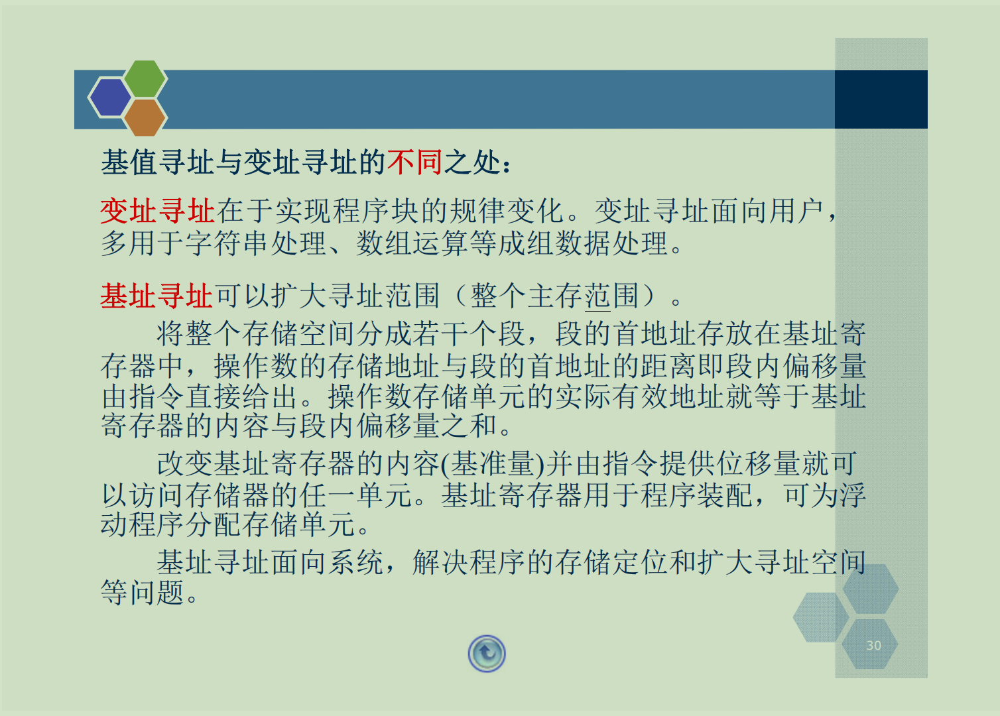 基值寻址与变址寻址的不同之处：
变址寻址在于实现程序块的规律变化。变址寻址面向用户，
多用于字符串处理、数组运算等成组数据处理。
基址寻址可以扩大寻址范围（整个主存范围）。
将整个存储空间分成若干个段，段的首地址存放在基址寄
存器中，操作数的存储地址与段的首地址的距离即段内偏移量
由指令直接给出。操作数存储单元的实际有效地址就等于基址
寄存器的内容与段内偏移量之和。
改变基址寄存器的内容(基准量)并由指令提供位移量就可
以访问存储器的任一单元。基址寄存器用于程序装配，可为浮
动程序分配存储单元。
基址寻址面向系统，解决程序的存储定位和扩大寻址空间
等问题。
30